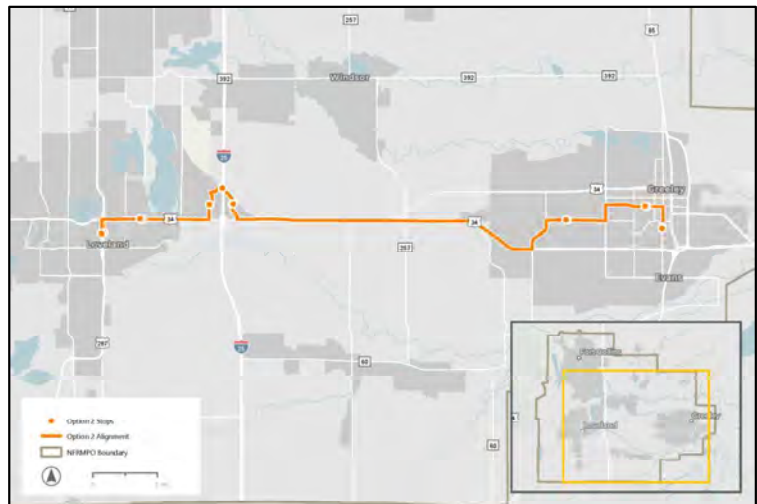 257
85
392
Windsor
392
392
25
34
Greeley
34
34
Loveland
257
Evans
287
25
60
60
Fort Collins
Loveland
Greeley
Option 2 Stops
Option 2 Alignment
NFRMPO Boundary
0